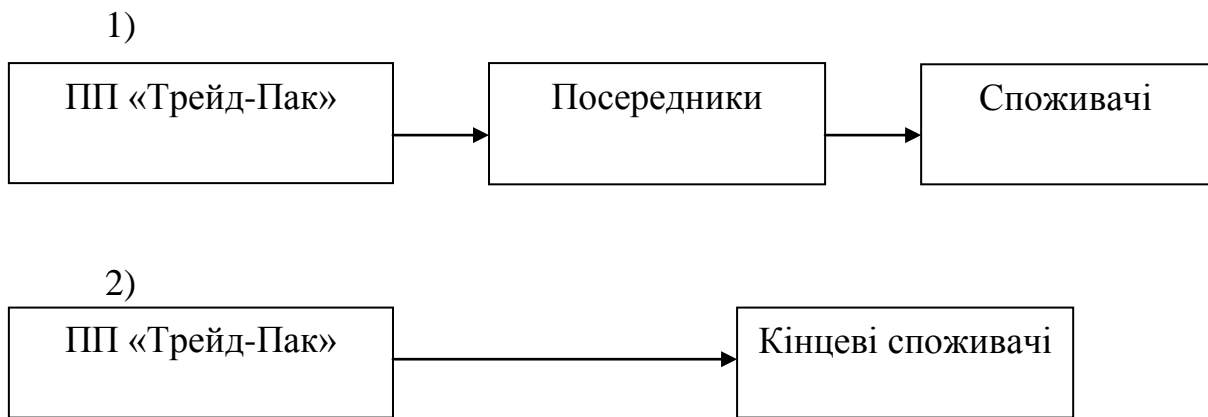 1)
ПП «Трейд-Пак»
Посередники
Споживачі
2)
ПП «Трейд-Пак»
Кінцеві споживачі